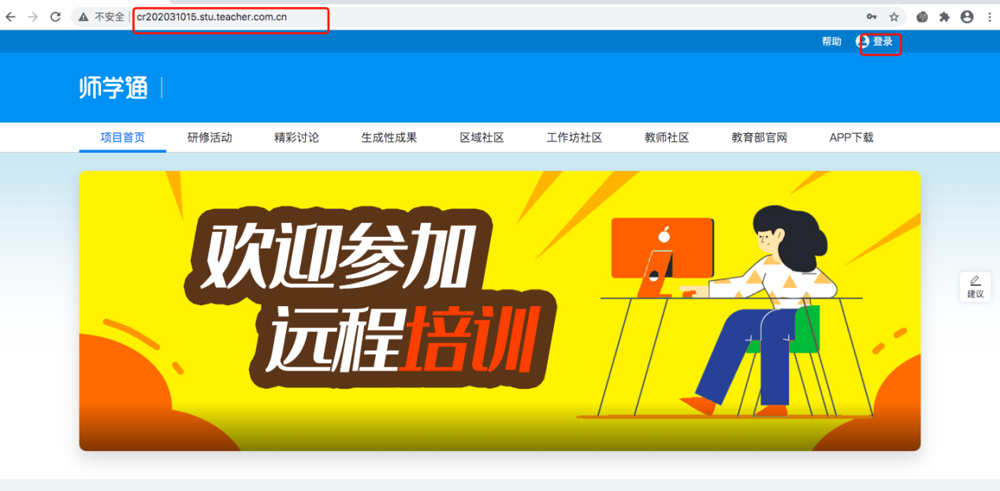 不安全 cr202031015.stu.teacher.com.cn
帮助 登录
师学通
项目首页 研修活动 精彩讨论 生成性成果 区域社区 工作坊社区 教师社区 教育部官网 APP下载
欢迎参加
远程培训
建议